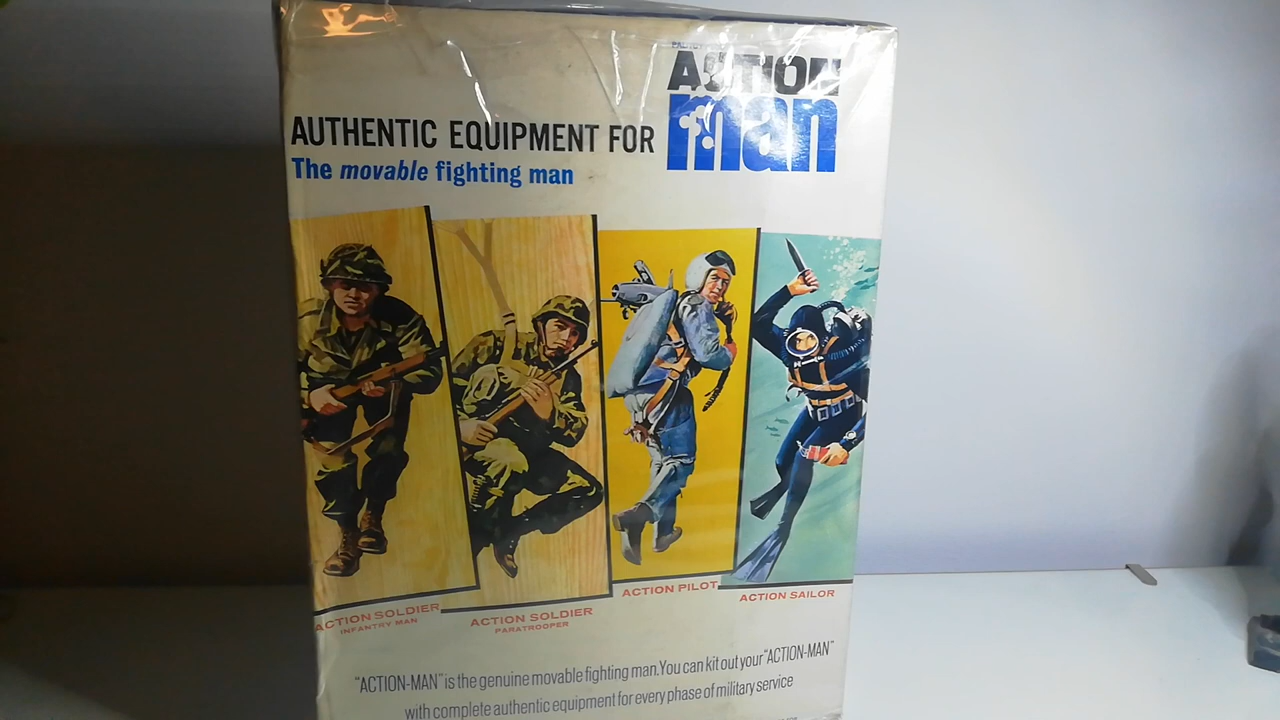 ACTION
man
AUTHENTIC EQUIPMENT FOR
The movable fighting man
ACTION SOLDIER
INFANTRY MAN
ACTION SOLDIER
PARATROOPER
ACTION PILOT
ACTION SAILOR
"ACTION-MAN" is the genuine movable fighting man. You can kit out your "ACTION-MAN"
with complete authentic equipment for every phase of military service